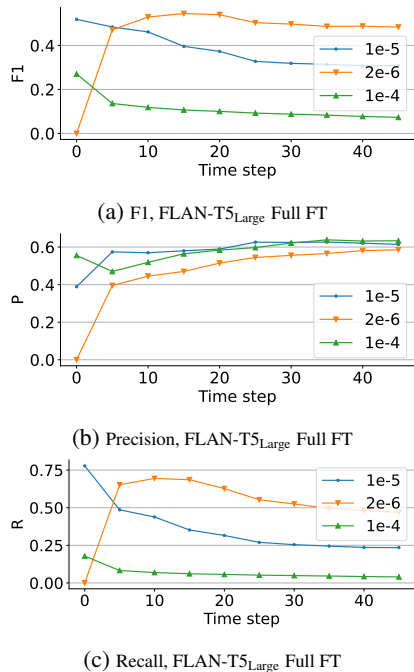 F1
0.4
0.2
0.0
1e-5
2e-6
1e-4
0 10 20 30 40
Time step
(a) F1, FLAN-T5Large Full FT
P
0.6
0.4
0.2
0.0
1e-5
2e-6
1e-4
0 10 20 30 40
Time step
(b) Precision, FLAN-T5Large Full FT
R
0.75
0.50
0.25
0.00
1e-5
2e-6
1e-4
0 10 20 30 40
Time step
(c) Recall, FLAN-T5Large Full FT